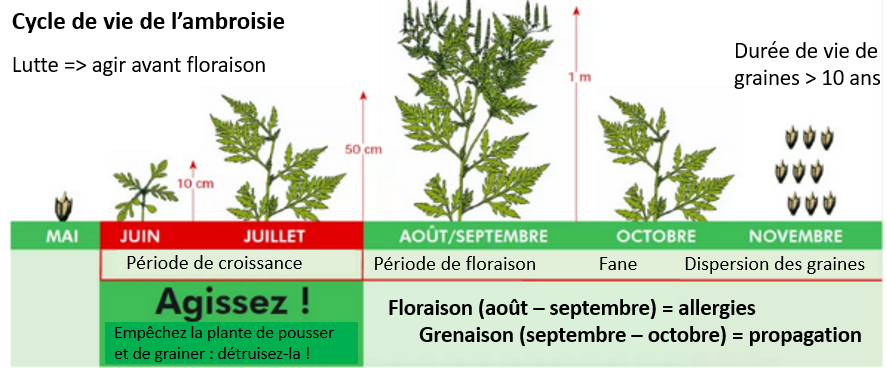 Cycle de vie de l’ambroisie
Lutte => agir avant floraison
Durée de vie de
graines > 10 ans
10 cm
50 cm
1 m
MAI
JUIN
JUILLET
AOÛT/SEPTEMBRE
OCTOBRE
NOVEMBRE
Période de croissance
Période de floraison
Fane
Dispersion des graines
Agissez !
Empêchez la plante de pousser
et de grainer : détruisez-la !
Floraison (août – septembre) = allergies
Grenaison (septembre – octobre) = propagation